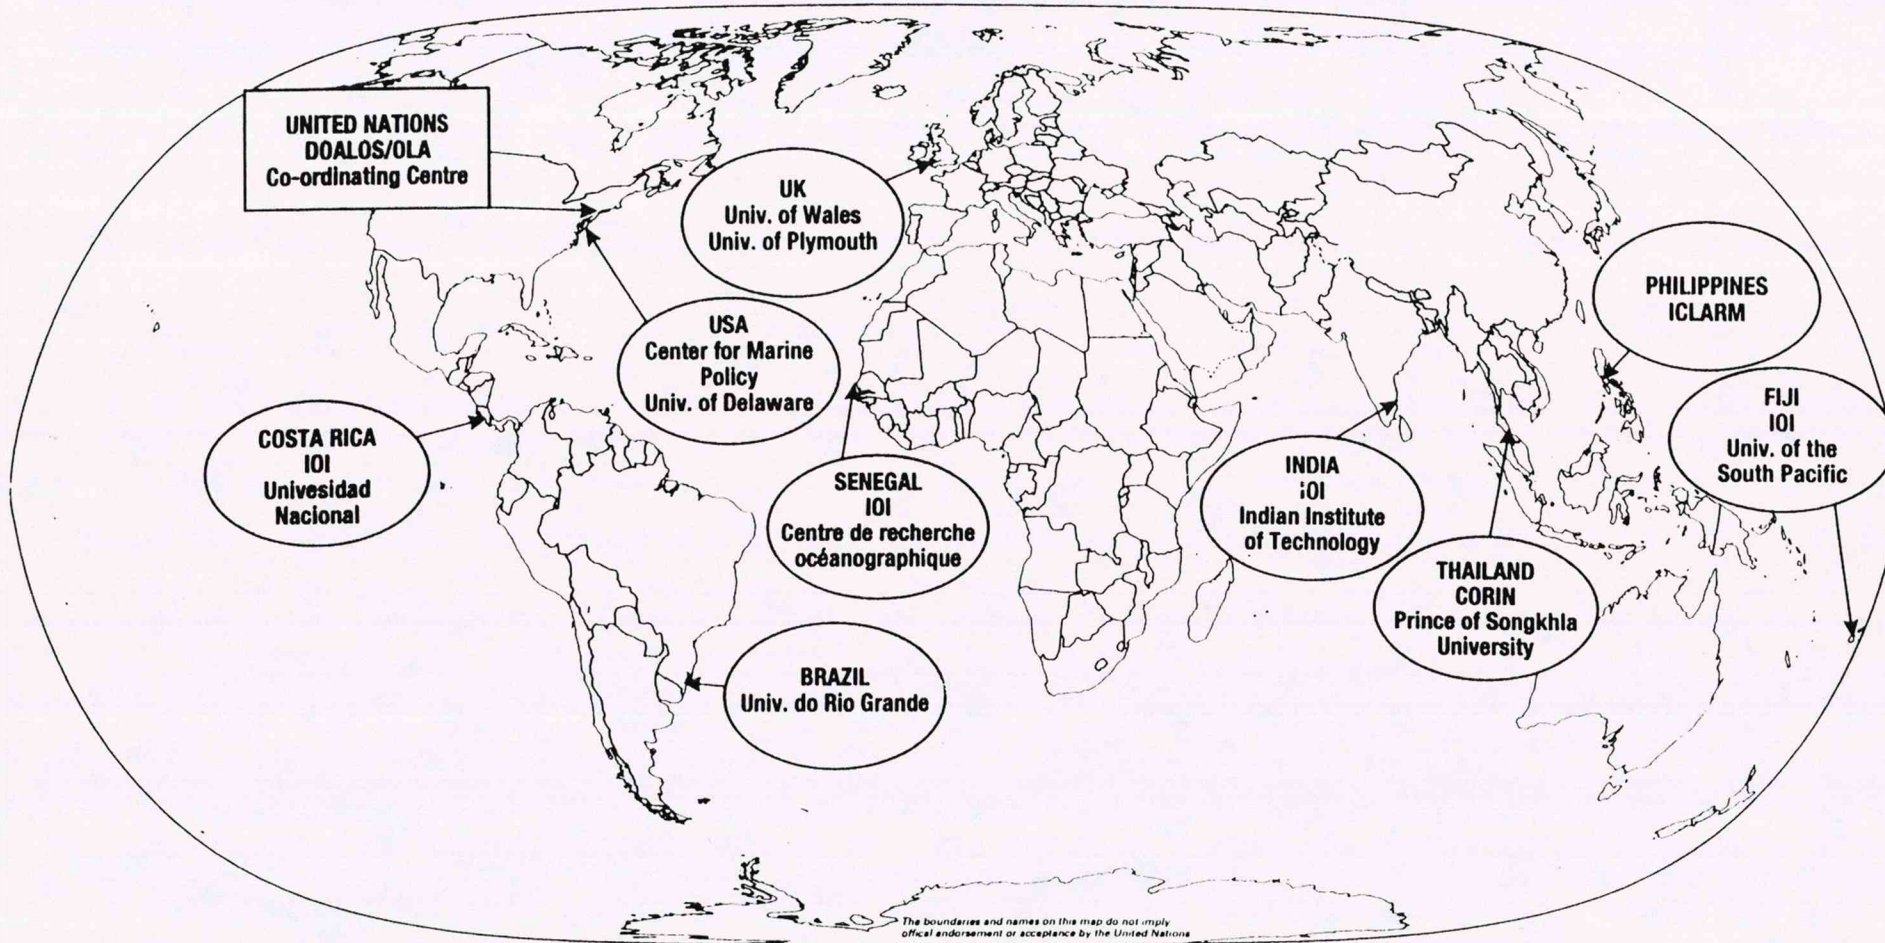 UNITED NATIONS
DOALOS/OLA
Co-ordinating Centre
UK
Univ. of Wales
Univ. of Plymouth
PHILIPPINES
ICLARM
USA
Center for Marine
Policy
Univ. of Delaware
FIJI
IOI
Univ. of the
South Pacific
COSTA RICA
IOI
Univesidad
Nacional
SENEGAL
IOI
Centre de recherche
océanographique
INDIA
IOI
Indian Institute
of Technology
THAILAND
CORIN
Prince of Songkhla
University
BRAZIL
Univ. do Rio Grande
The boundaries and names on this map do not imply
offical endorsement or acceptance by the United Nations